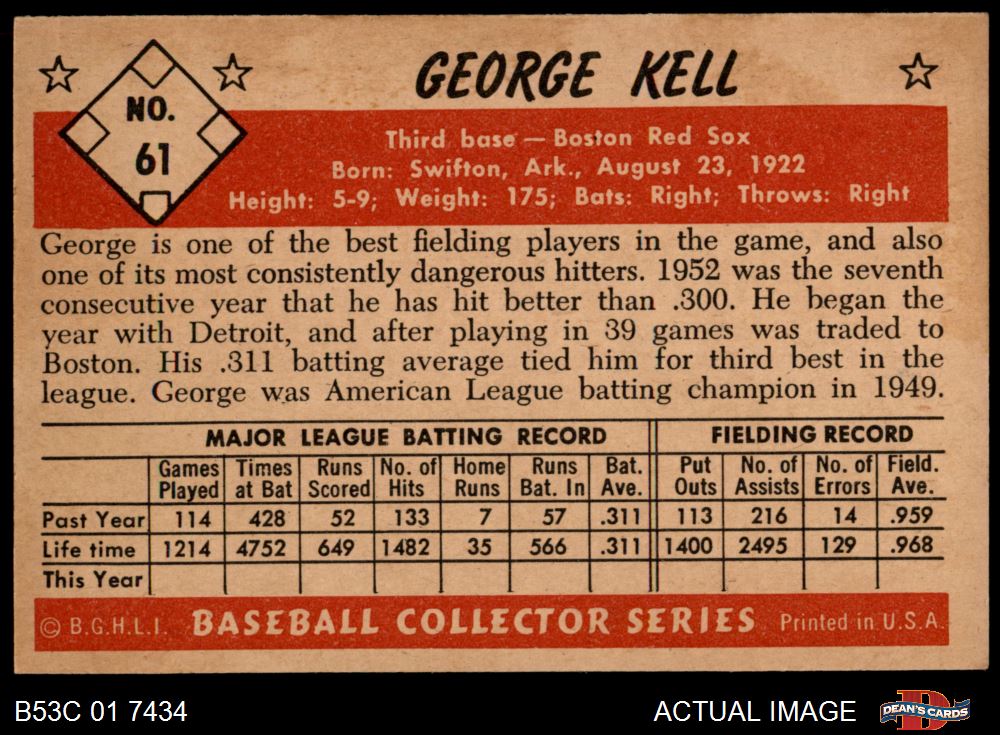 GEORGE KELL
NO.
61
Third base — Boston Red Sox
Born: Swifton, Ark., August 23, 1922
Height: 5-9; Weight: 175; Bats: Right; Throws: Right
George is one of the best fielding players in the game, and also
one of its most consistently dangerous hitters. 1952 was the seventh
consecutive year that he has hit better than .300. He began the
year with Detroit, and after playing in 39 games was traded to
Boston. His .311 batting average tied him for third best in the
league. George was American League batting champion in 1949.
MAJOR LEAGUE BATTING RECORD FIELDING RECORD
Games Times Runs No. of Home Runs Bat. Put No. of No. of Field.
Played at Bat Scored Hits Runs Bat. In Ave. Outs Assists Errors Ave.
Past Year 114 428 52 133 7 57 .311 113 216 14 .959
Life time 1214 4752 649 1482 35 566 .311 1400 2495 129 .968
This Year
© B.G.H.L.I. BASEBALL COLLECTOR SERIES Printed in U.S.A.
B53C 01 7434 ACTUAL IMAGE DEAN'S CARDS